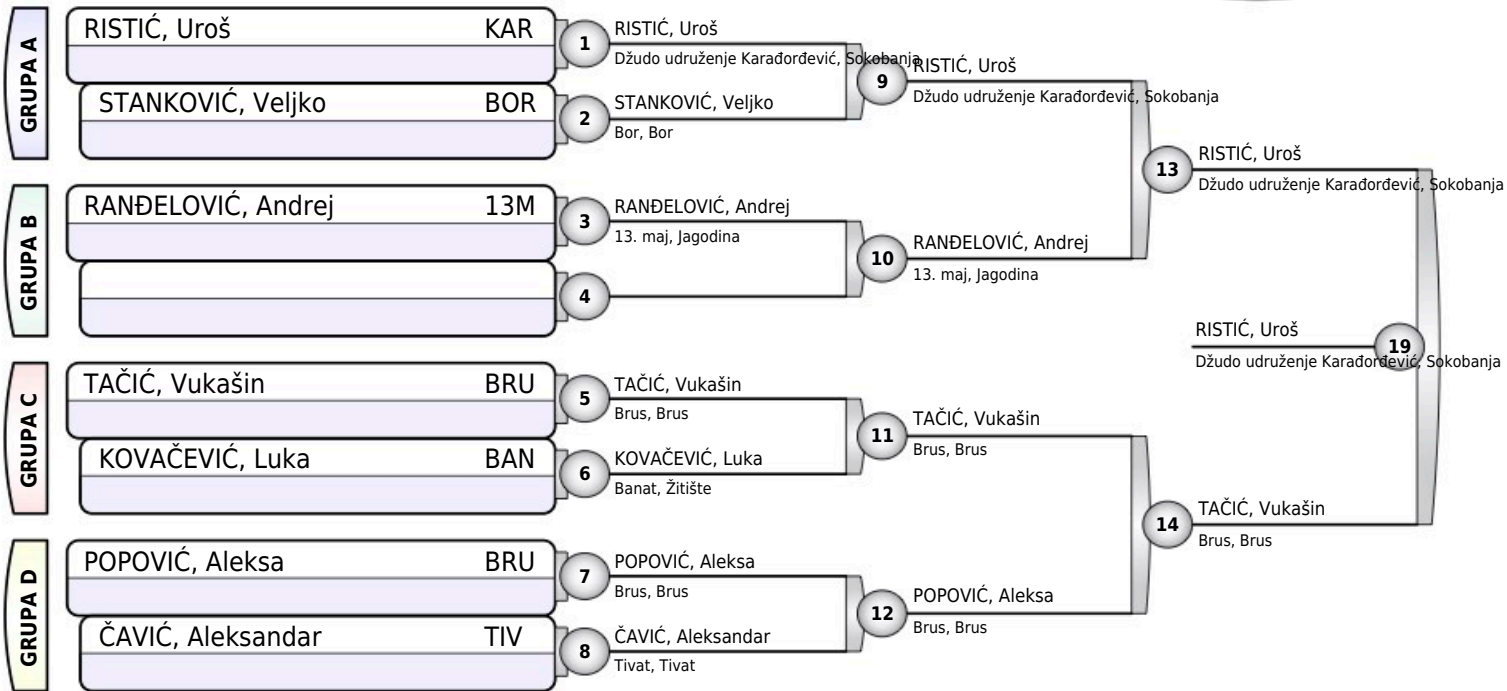 GRUPA A
RISTIĆ, Uroš KAR
STANKOVIĆ, Veljko BOR
GRUPA B
RANĐELOVIĆ, Andrej 13M
GRUPA C
TAČIĆ, Vukašin BRU
KOVAČEVIĆ, Luka BAN
GRUPA D
POPOVIĆ, Aleksa BRU
ČAVIĆ, Aleksandar TIV
1
RISTIĆ, Uroš
Džudo udruženje Karađorđević, Sokobanja
2
STANKOVIĆ, Veljko
Bor, Bor
3
RANĐELOVIĆ, Andrej
13. maj, Jagodina
4
5
TAČIĆ, Vukašin
Brus, Brus
6
KOVAČEVIĆ, Luka
Banat, Žitište
7
POPOVIĆ, Aleksa
Brus, Brus
8
ČAVIĆ, Aleksandar
Tivat, Tivat
9
RISTIĆ, Uroš
Džudo udruženje Karađorđević, Sokobanja
10
RANĐELOVIĆ, Andrej
13. maj, Jagodina
11
TAČIĆ, Vukašin
Brus, Brus
12
POPOVIĆ, Aleksa
Brus, Brus
13
RISTIĆ, Uroš
Džudo udruženje Karađorđević, Sokobanja
14
TAČIĆ, Vukašin
Brus, Brus
19
RISTIĆ, Uroš
Džudo udruženje Karađorđević, Sokobanja